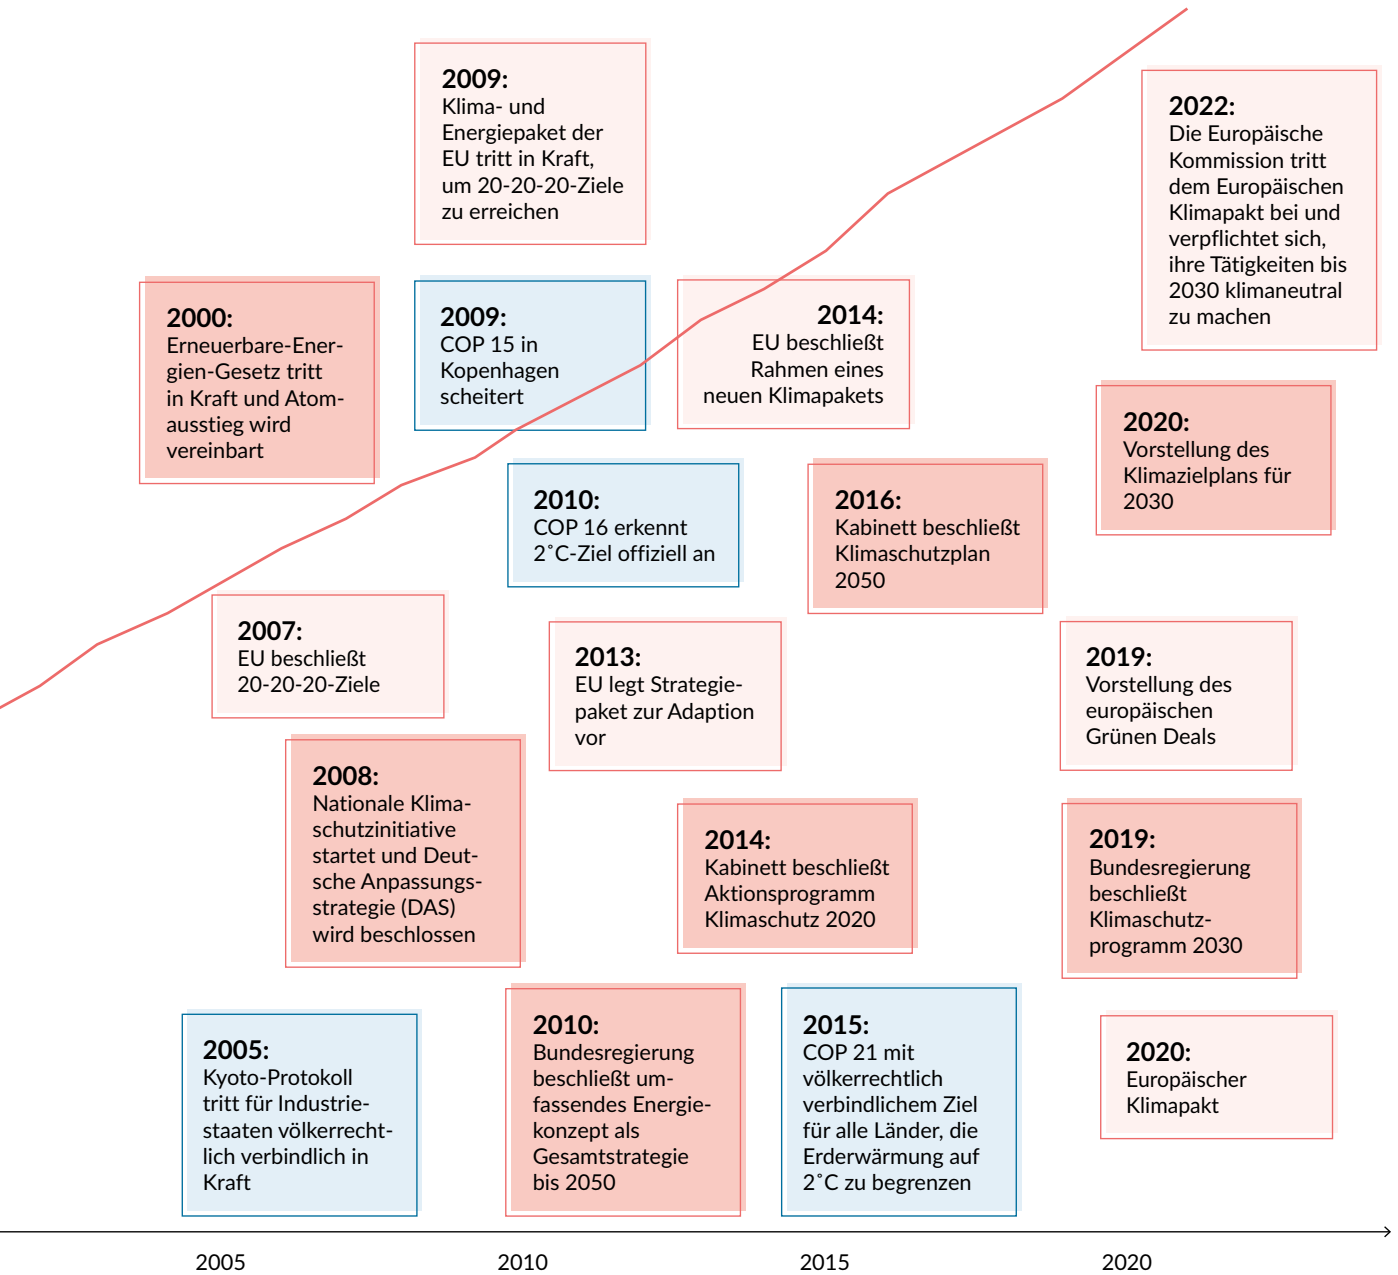 2009:
Klima- und
Energiepaket der
EU tritt in Kraft,
um 20-20-20-Ziele
zu erreichen
2022:
Die Europäische
Kommission tritt
dem Europäischen
Klimapakt bei und
verpflichtet sich,
ihre Tätigkeiten bis
2030 klimaneutral
zu machen
2000:
Erneuerbare-Ener-
gien-Gesetz tritt
in Kraft und Atom-
ausstieg wird
vereinbart
2009:
COP 15 in
Kopenhagen
scheitert
2014:
EU beschließt
Rahmen eines
neuen Klimapakets
2020:
Vorstellung des
Klimazielplans für
2030
2010:
COP 16 erkennt
2˚C-Ziel offiziell an
2016:
Kabinett beschließt
Klimaschutzplan
2050
2007:
EU beschließt
20-20-20-Ziele
2013:
EU legt Strategie-
paket zur Adaption
vor
2019:
Vorstellung des
europäischen
Grünen Deals
2008:
Nationale Klima-
schutzinitiative
startet und Deut-
sche Anpassungs-
strategie (DAS)
wird beschlossen
2014:
Kabinett beschließt
Aktionsprogramm
Klimaschutz 2020
2019:
Bundesregierung
beschließt
Klimaschutz-
programm 2030
2005:
Kyoto-Protokoll
tritt für Industrie-
staaten völkerrecht-
lich verbindlich in
Kraft
2010:
Bundesregierung
beschließt um-
fassendes Energie-
konzept als
Gesamtstrategie
bis 2050
2015:
COP 21 mit
völkerrechtlich
verbindlichem Ziel
für alle Länder, die
Erderwärmung auf
2˚C zu begrenzen
2020:
Europäischer
Klimapakt
2005
2010
2015
2020